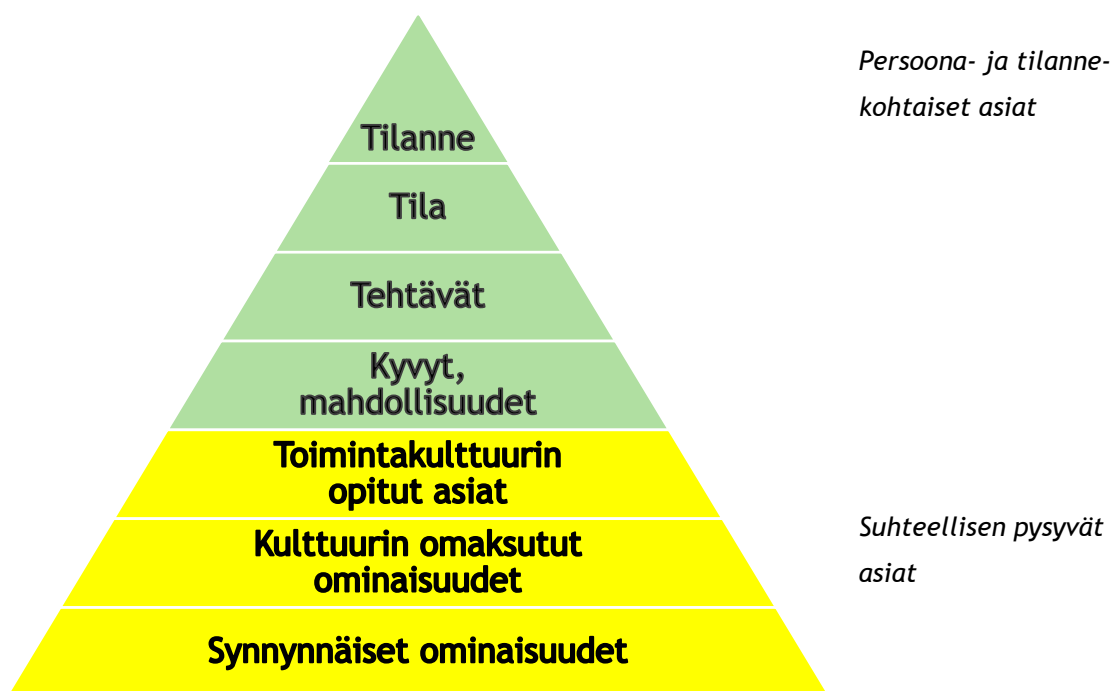 Persoona- ja tilanne-
kohtaiset asiat
Tilanne
Tila
Tehtävät
Kyvyt,
mahdollisuudet
Toimintakulttuurin
opitut asiat
Kulttuurin omaksutut
ominaisuudet
Suhteellisen pysyvät
asiat
Synnynnäiset ominaisuudet